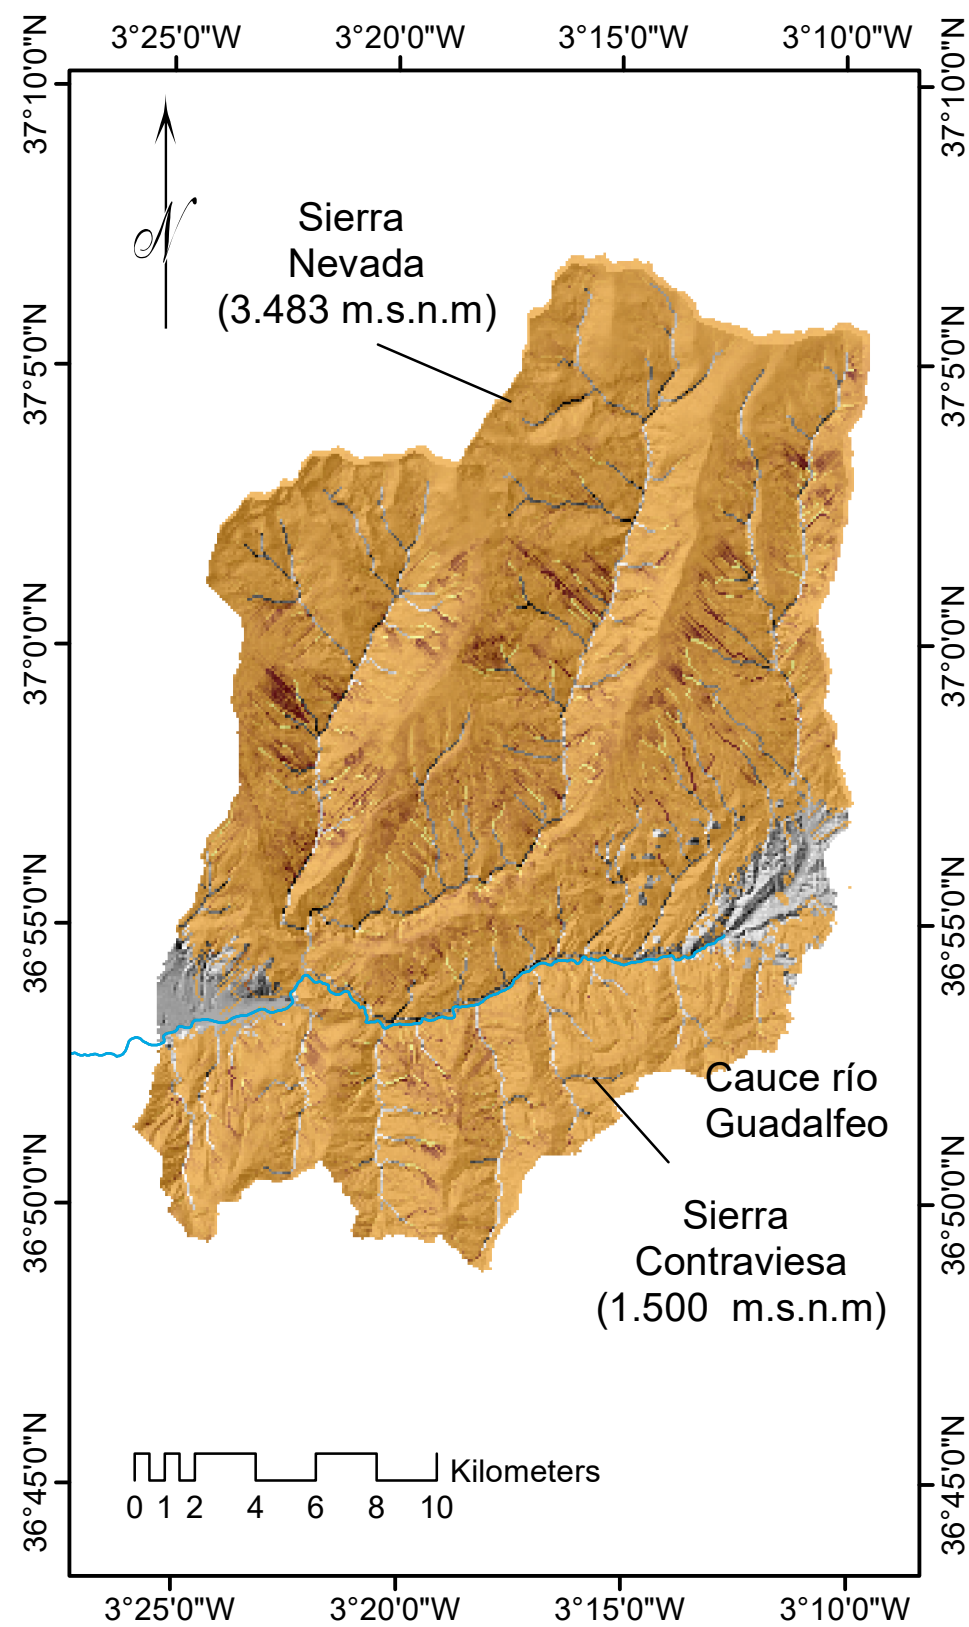 3°25'0"W 3°20'0"W 3°15'0"W 3°10'0"W
37°10'0"N
37°10'0"N
N
Sierra
Nevada
(3.483 m.s.n.m)
37°5'0"N
37°5'0"N
37°0'0"N
37°0'0"N
36°55'0"N
36°55'0"N
Cauce río
Guadalfeo
36°50'0"N
36°50'0"N
Sierra
Contraviesa
(1.500 m.s.n.m)
36°45'0"N
36°45'0"N
Kilometers
0 1 2 4 6 8 10
3°25'0"W 3°20'0"W 3°15'0"W 3°10'0"W